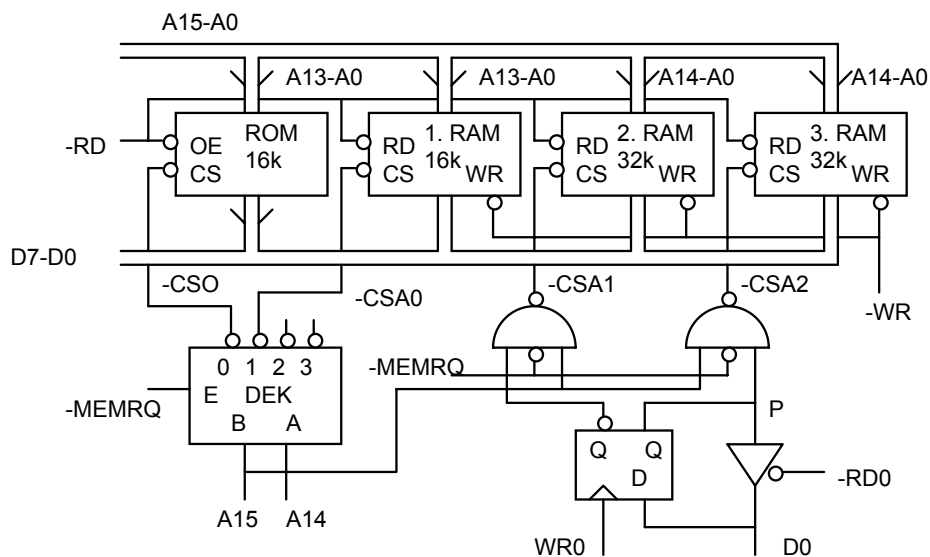 A15-A0
A13-A0 A13-A0 A14-A0 A14-A0
-RD
OE ROM
CS 16k
RD 1. RAM
CS 16k WR
RD 2. RAM
CS 32k WR
RD 3. RAM
CS 32k WR
D7-D0
-CSO -CSA0 -CSA1 -CSA2
-WR
0 1 2 3
E DEK
B A
-MEMRQ
-MEMRQ
P
Q Q
D
-RD0
A15 A14
WR0 D0